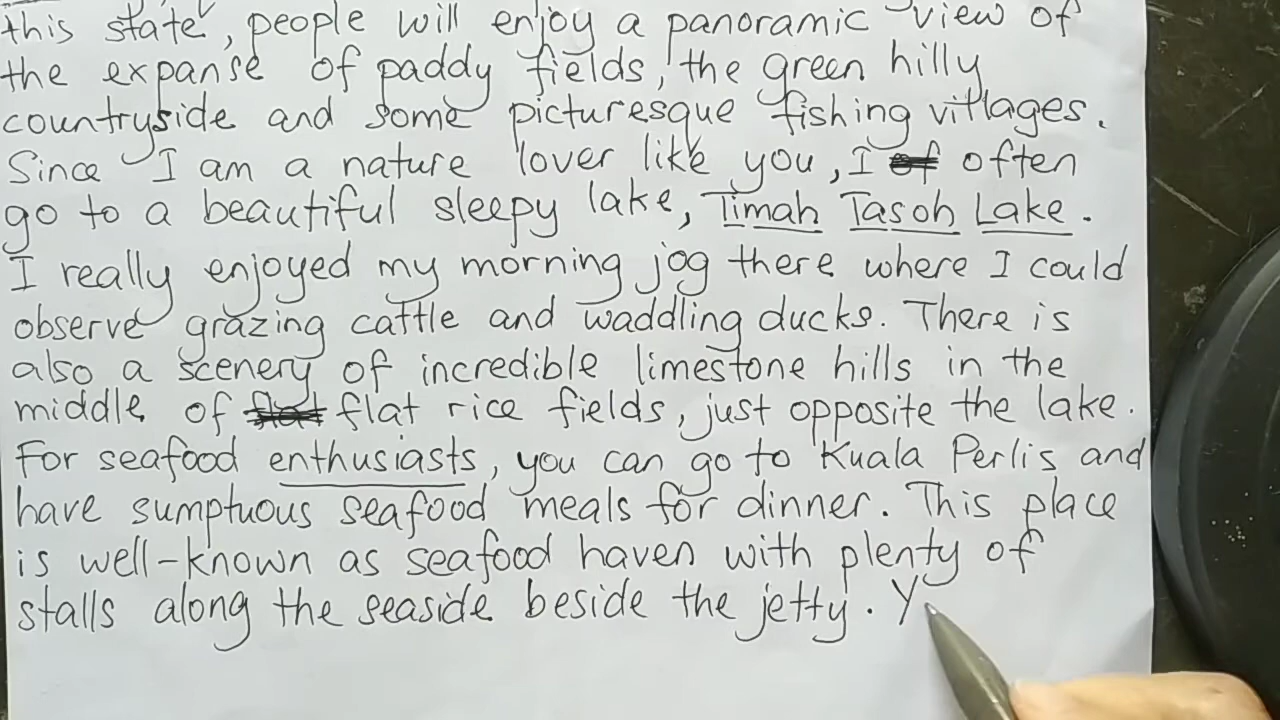 this state, people will enjoy a panoramic view of
the expanse of paddy fields, the green hilly
countryside and some picturesque fishing villages.
Since I am a nature lover like you, I of often
go to a beautiful sleepy lake, Timah Tasoh Lake.
I really enjoyed my morning jog there where I could
observe grazing cattle and waddling ducks. There is
also a scenery of incredible limestone hills in the
middle of flat flat rice fields, just opposite the lake.
For seafood enthusiasts, you can go to Kuala Perlis and
have sumptuous seafood meals for dinner. This place
is well-known as seafood haven with plenty of
stalls along the seaside beside the jetty. Y